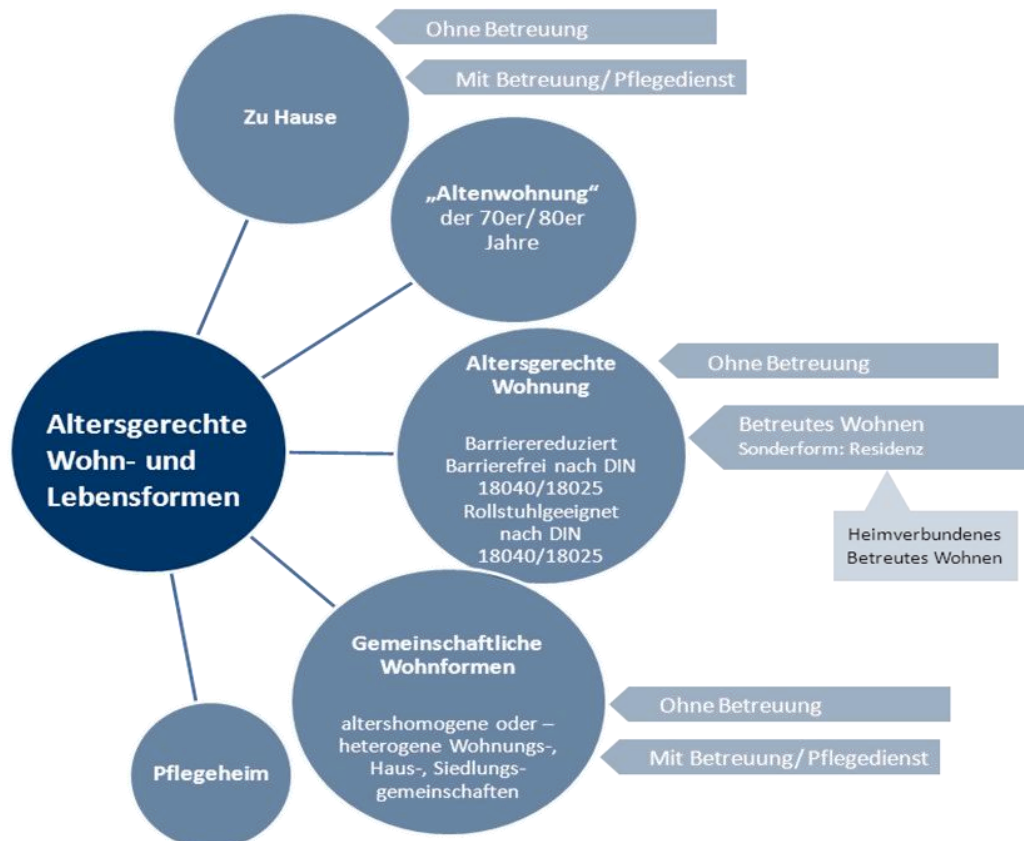 Ohne Betreuung
Mit Betreuung/ Pflegedienst
Zu Hause
„Altenwohnung“
der 70er/ 80er
Jahre
Altersgerechte
Wohnung
Barrierereduziert
Barrierefrei nach DIN
18040/18025
Rollstuhlgeeignet
nach DIN
18040/18025
Ohne Betreuung
Betreutes Wohnen
Sonderform: Residenz
Heimverbundenes
Betreutes Wohnen
Altersgerechte
Wohn- und
Lebensformen
Gemeinschaftliche
Wohnformen
altershomogene oder –
heterogene Wohnungs-,
Haus-, Siedlungs-
gemeinschaften
Ohne Betreuung
Mit Betreuung/ Pflegedienst
Pflegeheim